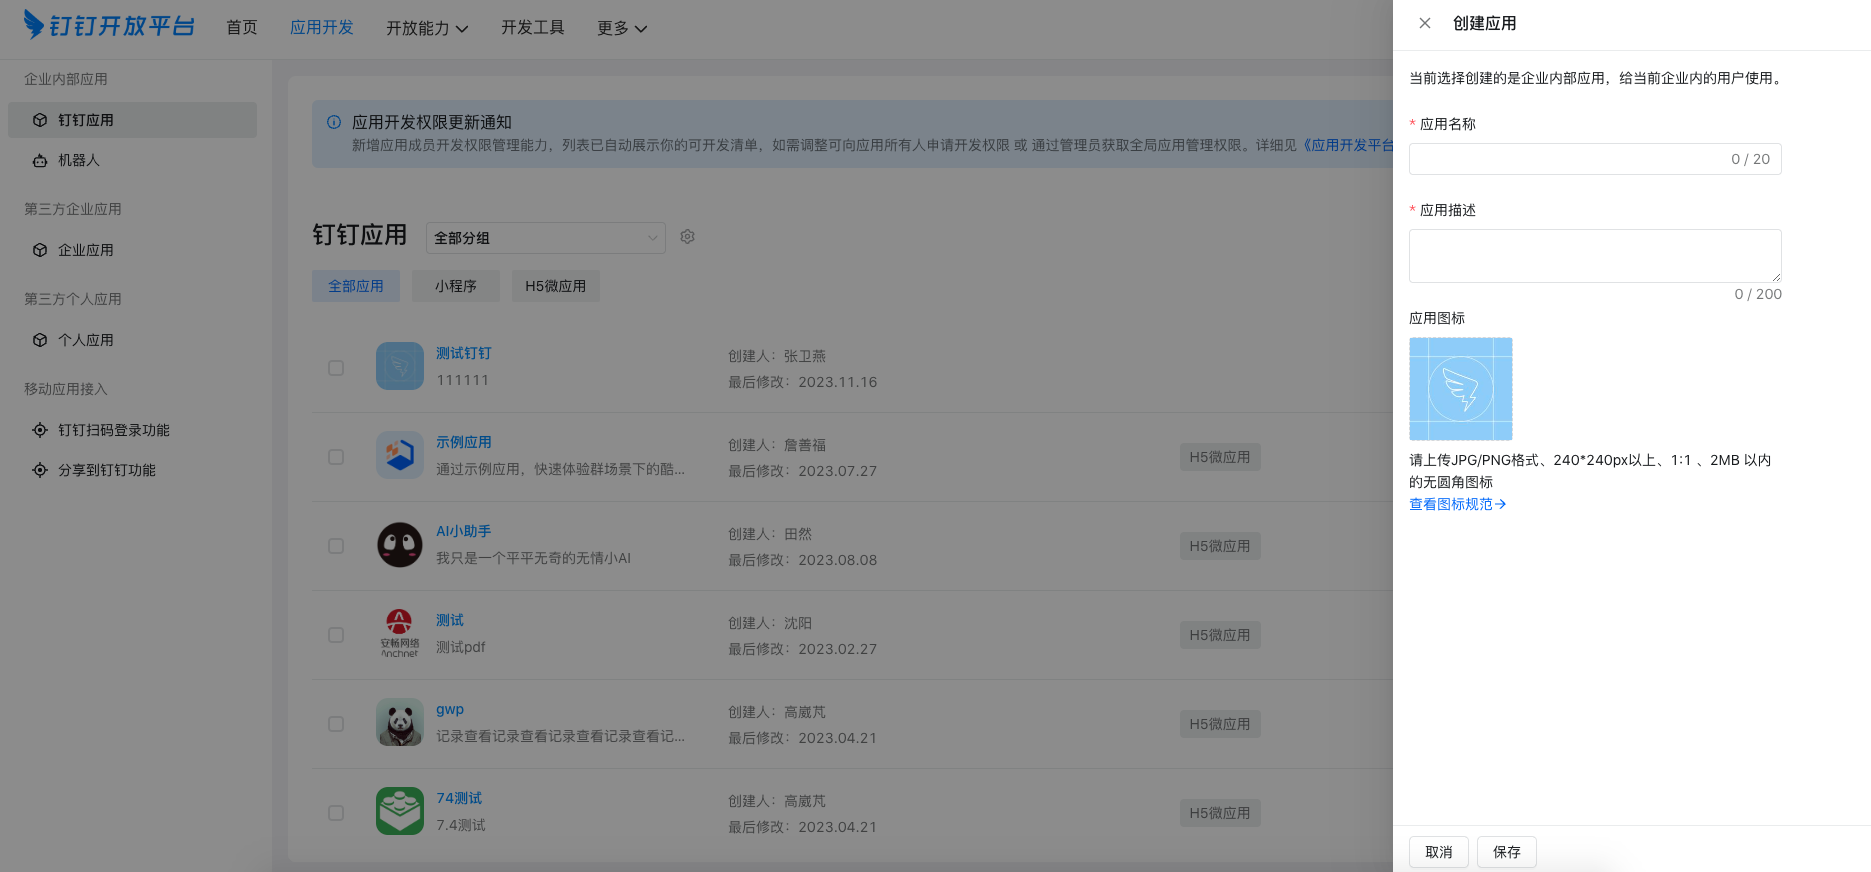 钉钉开放平台
首页
应用开发
开放能力
开发工具
更多
企业内部应用
钉钉应用
机器人
第三方企业应用
企业应用
第三方个人应用
个人应用
移动应用接入
钉钉扫码登录功能
分享到钉钉功能
应用开发权限更新通知
新增应用成员开发权限管理能力，列表已自动展示你的可开发清单，如需调整可向应用所有人申请开发权限 或 通过管理员获取全局应用管理权限。详细见《应用开发平台
钉钉应用
全部分组
全部应用
小程序
H5微应用
测试钉钉
111111
创建人：张卫燕
最后修改：2023.11.16
示例应用
通过示例应用，快速体验群场景下的酷...
创建人：詹善福
最后修改：2023.07.27
H5微应用
AI小助手
我只是一个平平无奇的无情小AI
创建人：田然
最后修改：2023.08.08
H5微应用
安畅网络
Anchnet
测试
测试pdf
创建人：沈阳
最后修改：2023.02.27
H5微应用
gwp
记录查看记录查看记录查看记录查看记...
创建人：高崴芃
最后修改：2023.04.21
H5微应用
74测试
7.4测试
创建人：高崴芃
最后修改：2023.04.21
H5微应用
创建应用
当前选择创建的是企业内部应用，给当前企业内的用户使用。
* 应用名称
0 / 20
* 应用描述
0 / 200
应用图标
请上传JPG/PNG格式、240*240px以上、1:1 、2MB 以内
的无圆角图标
查看图标规范→
取消
保存